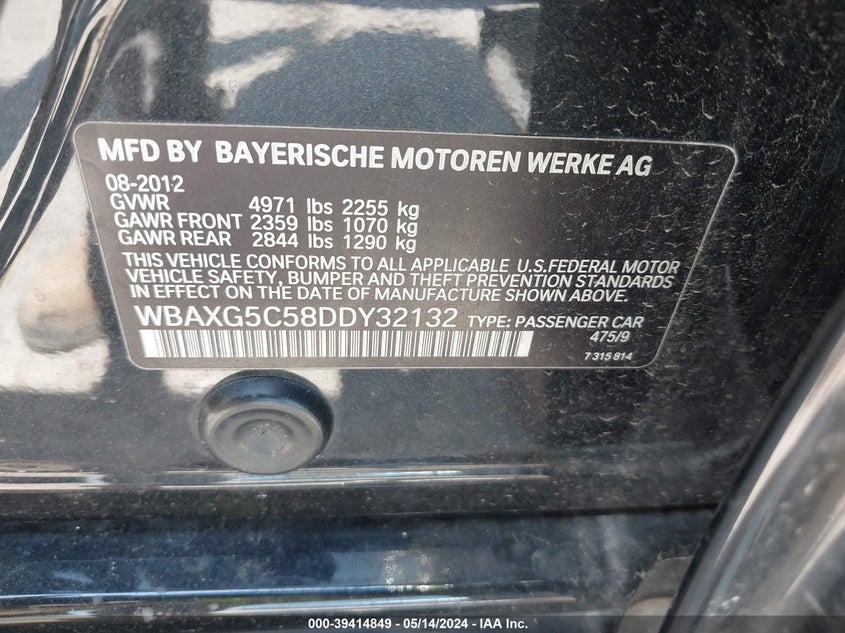 MFD BY BAYERISCHE MOTOREN WERKE AG
08-2012
GVWR 4971 lbs 2255 kg
GAWR FRONT 2359 lbs 1070 kg
GAWR REAR 2844 lbs 1290 kg
THIS VEHICLE CONFORMS TO ALL APPLICABLE U.S.FEDERAL MOTOR
VEHICLE SAFETY, BUMPER AND THEFT PREVENTION STANDARDS
IN EFFECT ON THE DATE OF MANUFACTURE SHOWN ABOVE.
WBAXG5C58DDY32132 TYPE: PASSENGER CAR
475/9
7 315 814
000-39414849 - 05/14/2024 - IAA Inc.